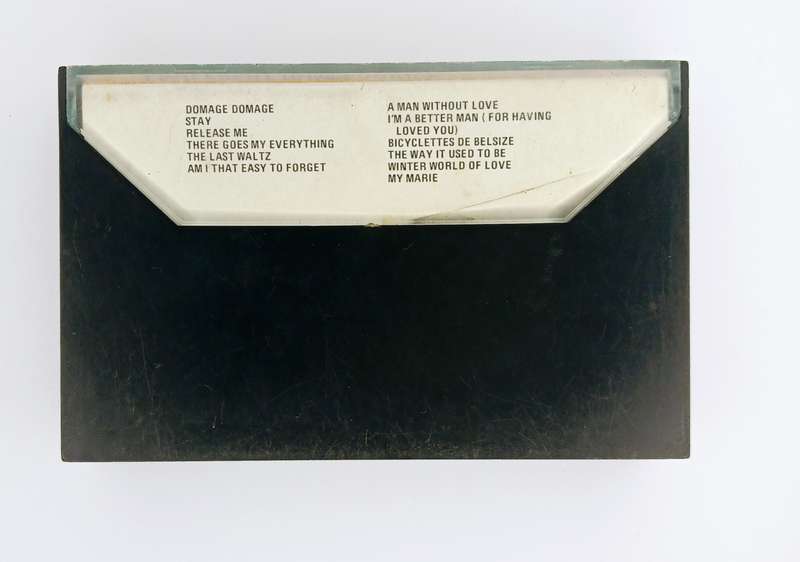 DOMAGE DOMAGE
STAY
RELEASE ME
THERE GOES MY EVERYTHING
THE LAST WALTZ
AM I THAT EASY TO FORGET
A MAN WITHOUT LOVE
I'M A BETTER MAN ( FOR HAVING
LOVED YOU)
BICYCLETTES DE BELSIZE
THE WAY IT USED TO BE
WINTER WORLD OF LOVE
MY MARIE